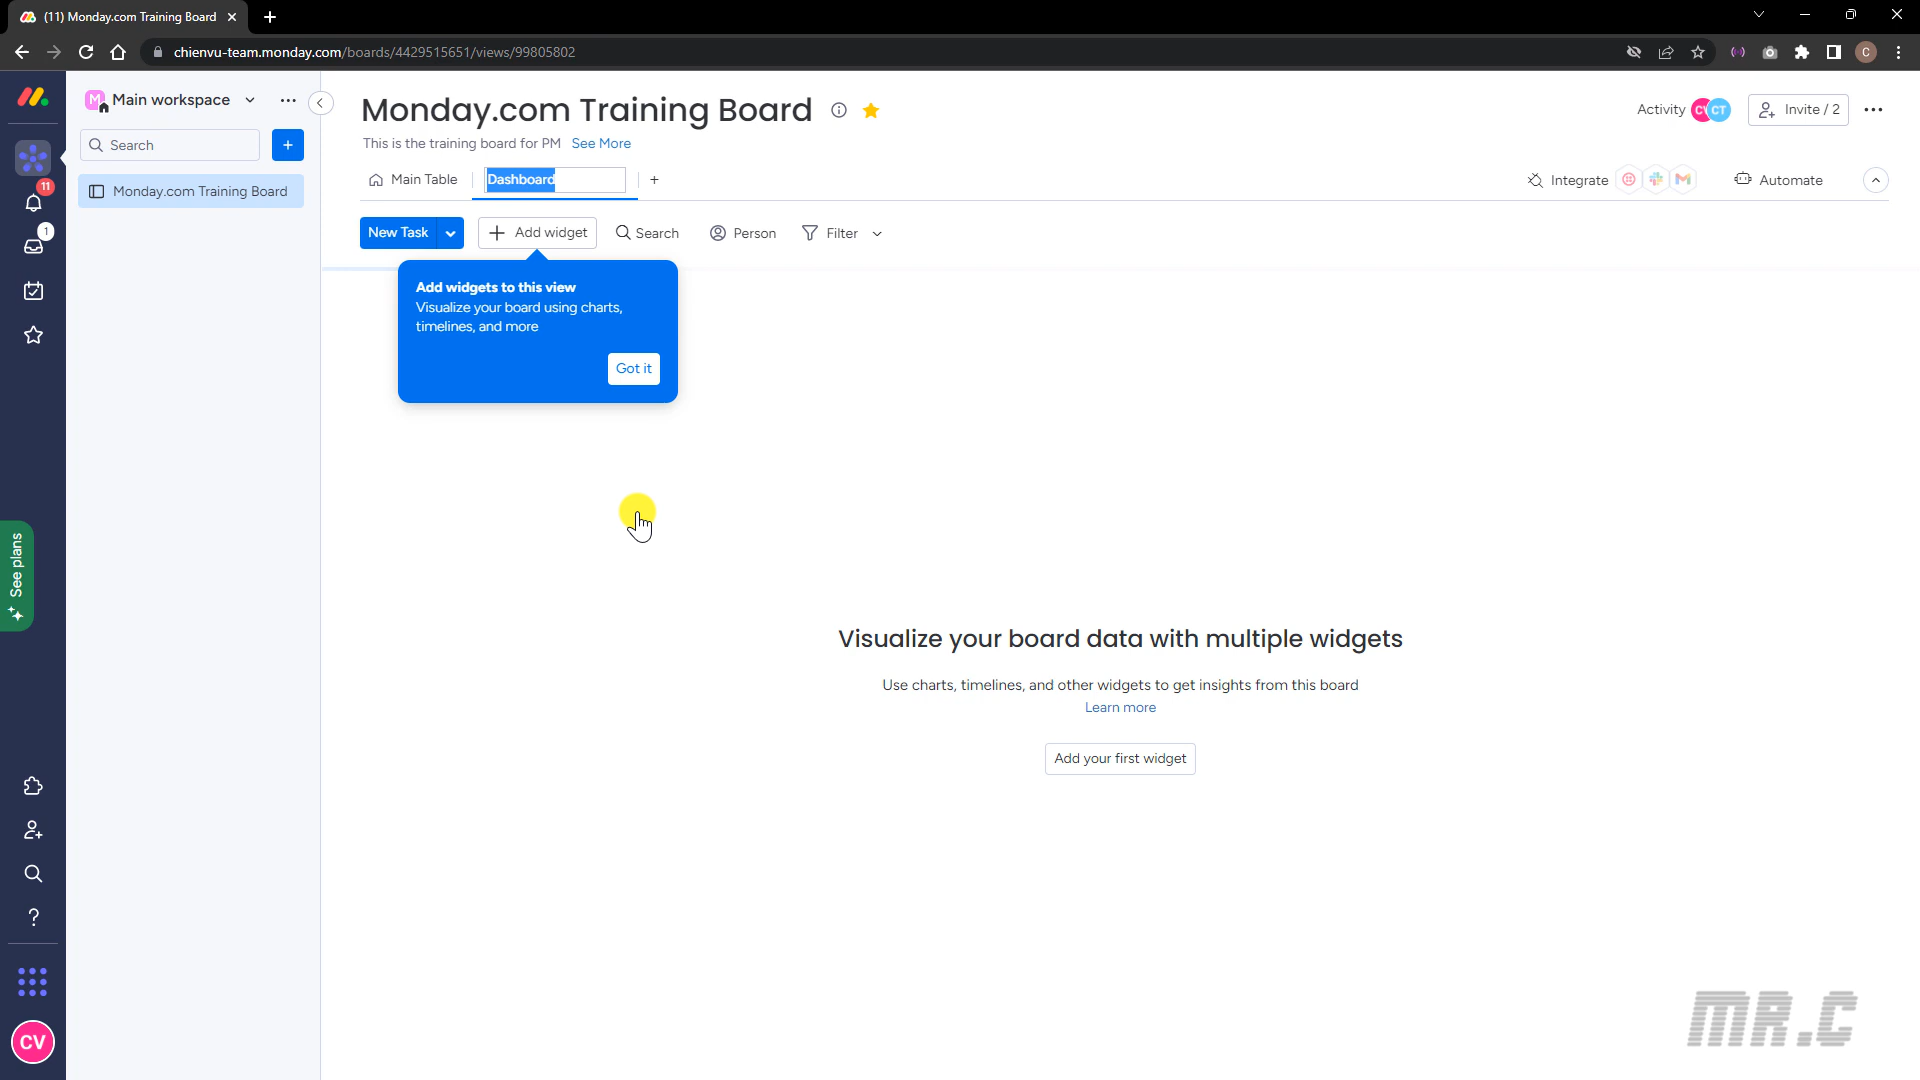 (11) Monday.com Training Board
chienvu-team.monday.com/boards/4429515651/views/99805802
C
M Main workspace
Search
+
Monday.com Training Board
11
1
See plans
?
CV
Monday.com Training Board
Activity CV CT Invite / 2
This is the training board for PM See More
Main Table Dashboard +
Integrate Automate
New Task Add widget Search Person Filter
Add widgets to this view
Visualize your board using charts,
timelines, and more
Got it
Visualize your board data with multiple widgets
Use charts, timelines, and other widgets to get insights from this board
Learn more
Add your first widget
MR.C